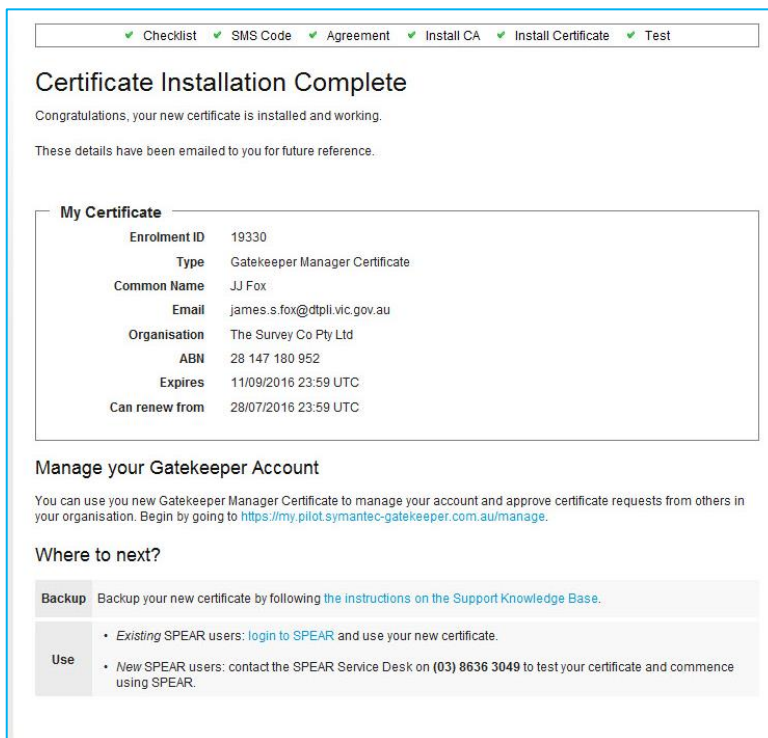 Checklist SMS Code Agreement Install CA Install Certificate Test
Certificate Installation Complete
Congratulations, your new certificate is installed and working.
These details have been emailed to you for future reference.
My Certificate
Enrolment ID 19330
Type Gatekeeper Manager Certificate
Common Name JJ Fox
Email james.s.fox@dtpli.vic.gov.au
Organisation The Survey Co Pty Ltd
ABN 28 147 180 952
Expires 11/09/2016 23:59 UTC
Can renew from 28/07/2016 23:59 UTC
Manage your Gatekeeper Account
You can use you new Gatekeeper Manager Certificate to manage your account and approve certificate requests from others in
your organisation. Begin by going to https://my.pilot.symantec-gatekeeper.com.au/manage.
Where to next?
Backup Backup your new certificate by following the instructions on the Support Knowledge Base.
Use
• Existing SPEAR users: login to SPEAR and use your new certificate.
• New SPEAR users: contact the SPEAR Service Desk on (03) 8636 3049 to test your certificate and commence
using SPEAR.